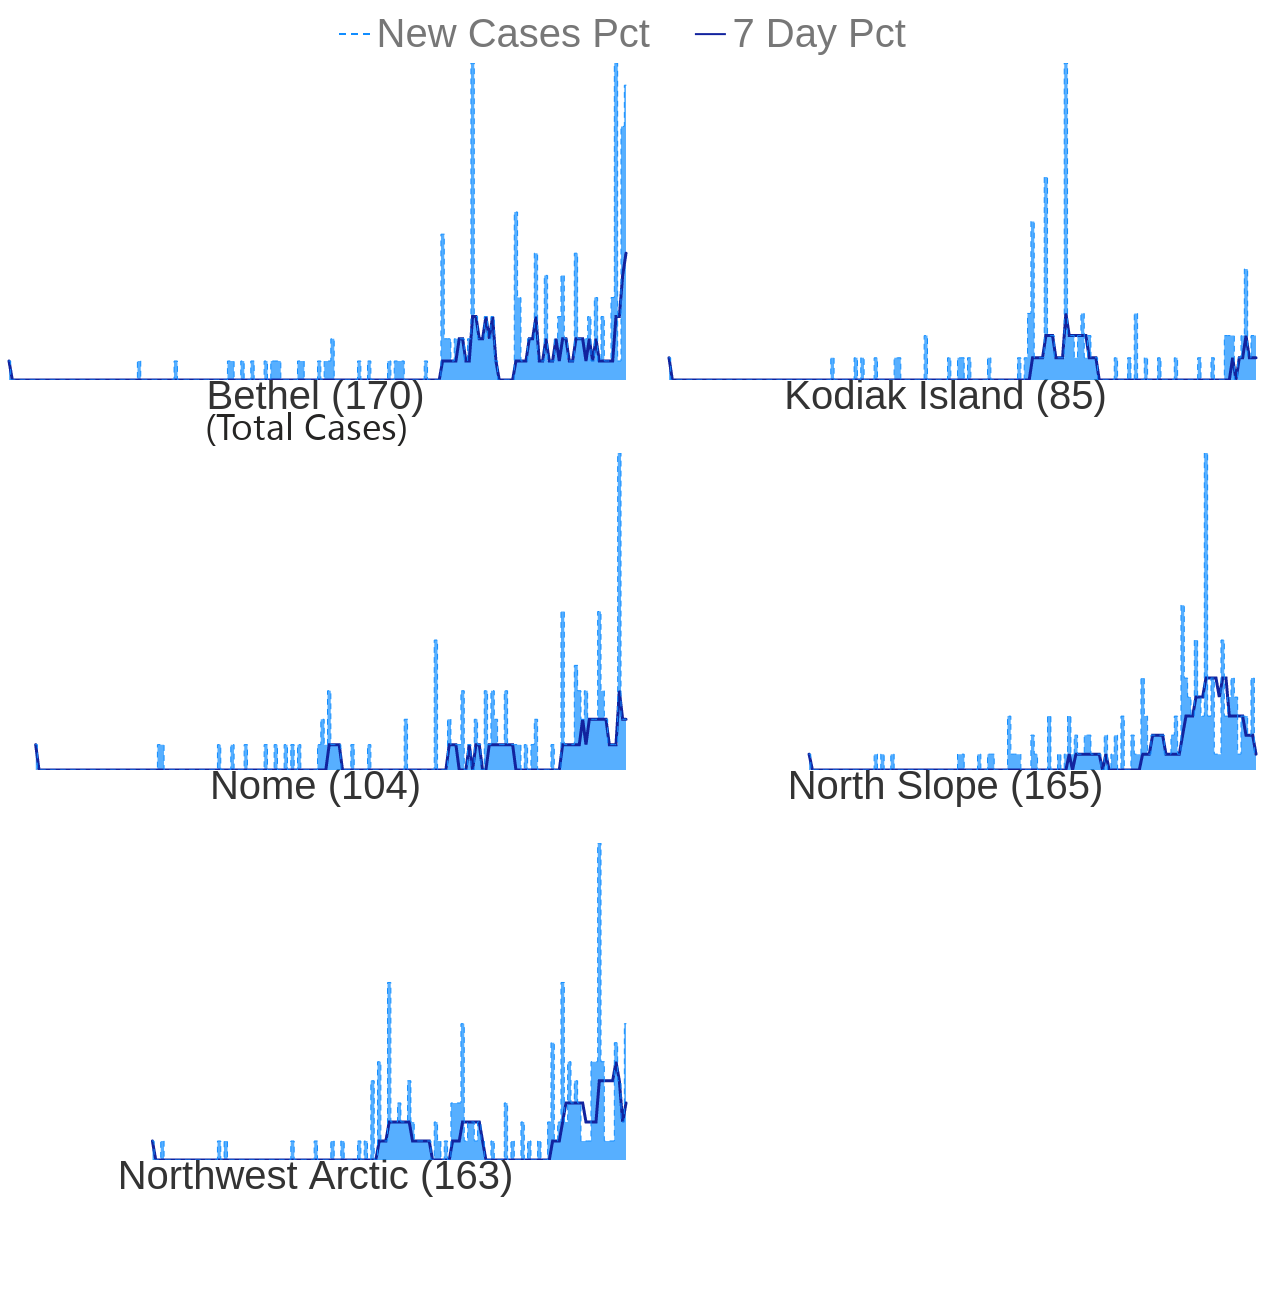 New Cases Pct 7 Day Pct
Bethel (170) Kodiak Island (85)
(Total Cases)
Nome (104) North Slope (165)
Northwest Arctic (163)